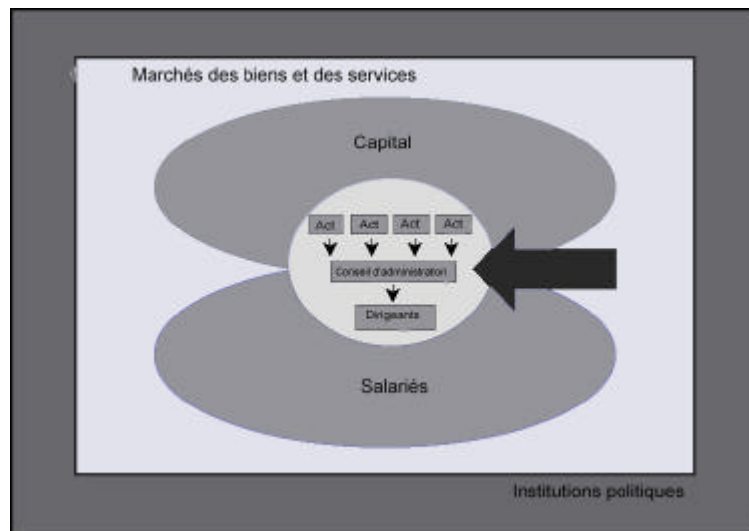 Marchés des biens et des services
Capital
Act Act Act Act
Conseil d'administration
Dirigeants
Salariés
Institutions politiques